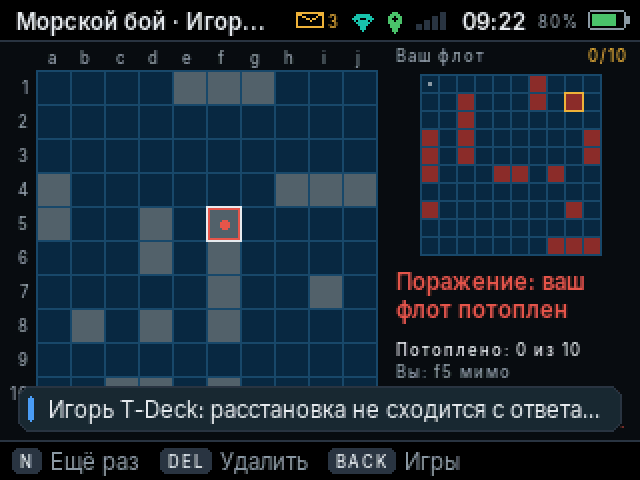 Морской бой · Игор… 3 09:22 80%
a b c d e f g h i j
Ваш флот 0/10
1
2
3
4
5
6
7
8
9
Поражение: ваш
флот потоплен
Потоплено: 0 из 10
Вы: f5 мимо
Игорь T-Deck: расстановка не сходится с ответа…
N Ещё раз DEL Удалить BACK Игры